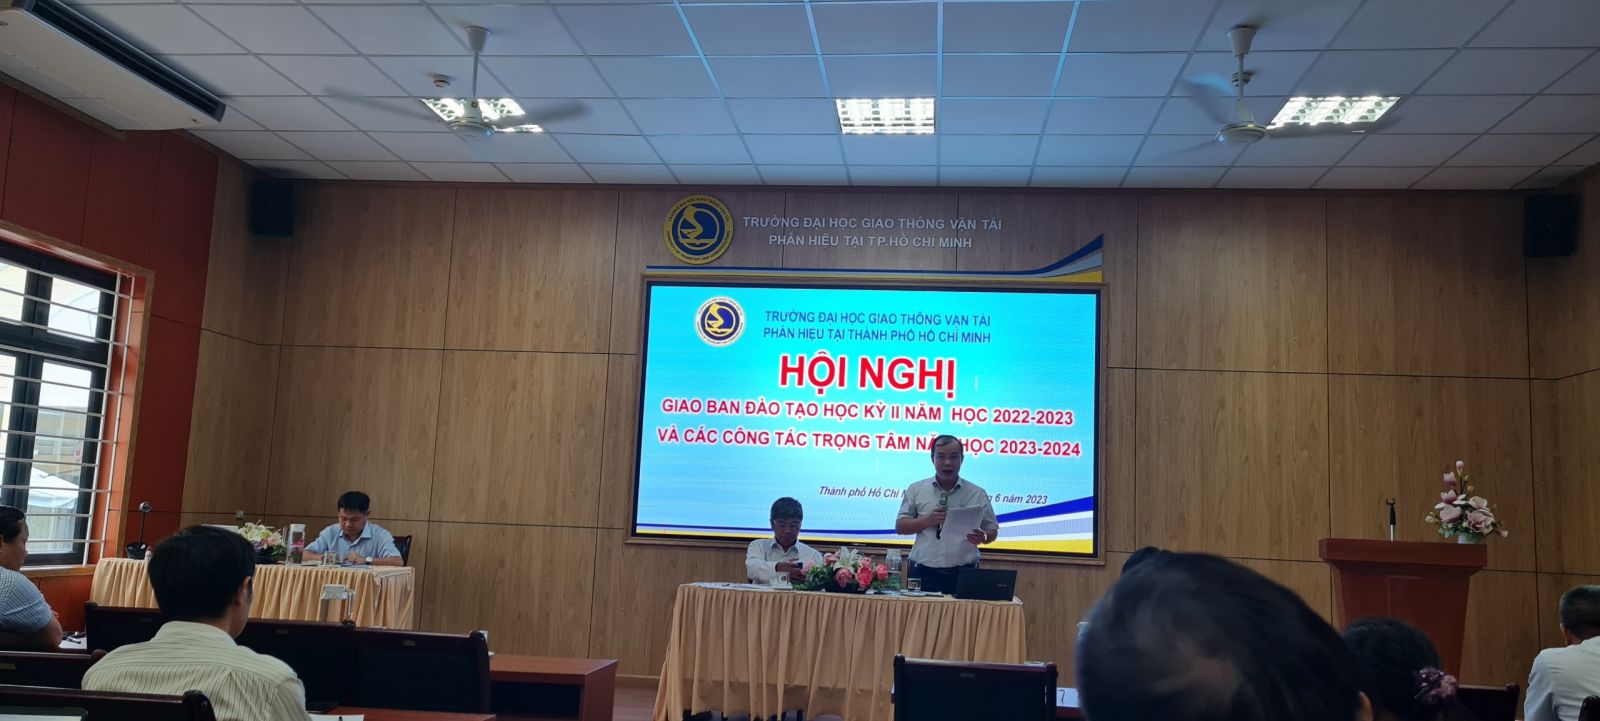 TRƯỜNG ĐẠI HỌC GIAO THÔNG VẬN TẢI
PHÂN HIỆU TẠI TP.HỒ CHÍ MINH
TRƯỜNG ĐẠI HỌC GIAO THÔNG VẬN TẢI
PHÂN HIỆU TẠI THÀNH PHỐ HỒ CHÍ MINH
HỘI NGHỊ
GIAO BAN ĐÀO TẠO HỌC KỲ II NĂM HỌC 2022-2023
VÀ CÁC CÔNG TÁC TRỌNG TÂM NĂM HỌC 2023-2024
Thành phố Hồ Chí 6 năm 2023